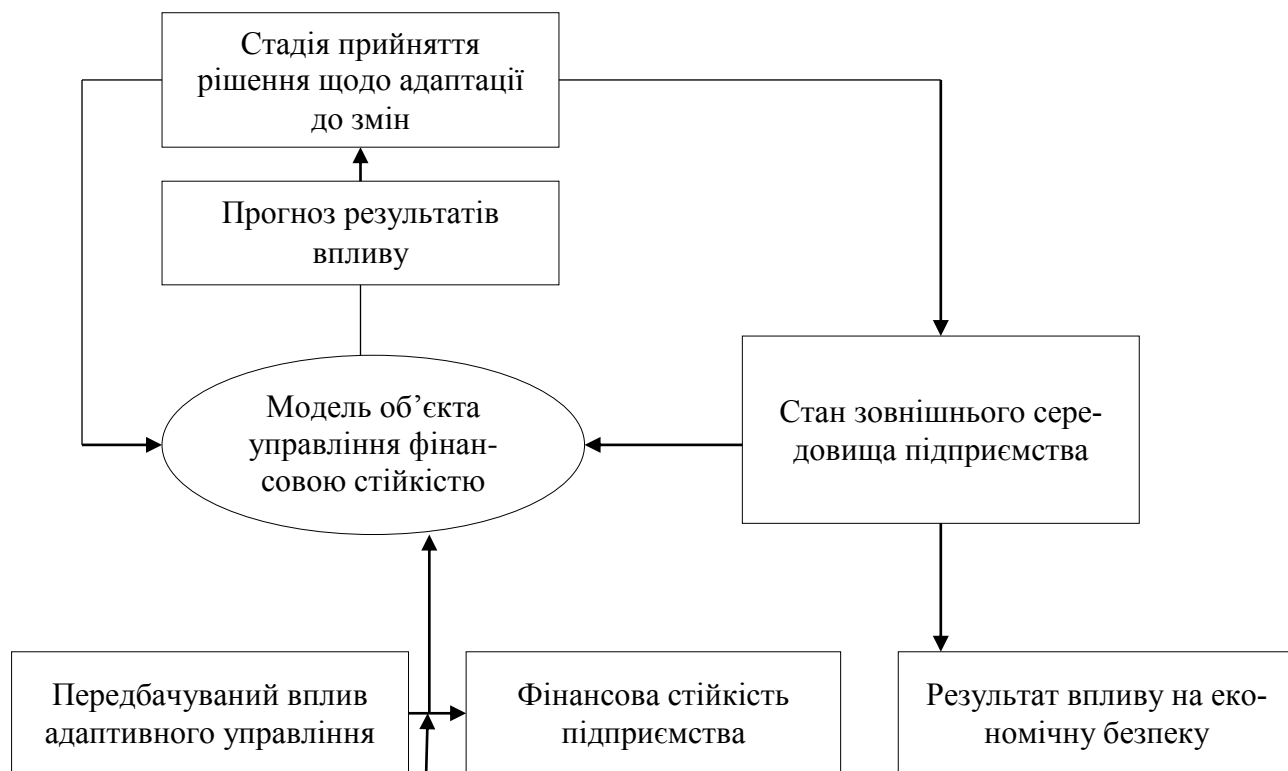 Стадія прийняття
рішення щодо адаптації
до змін
Прогноз результатів
впливу
Модель об’єкта
управління фінан-
совою стійкістю
Стан зовнішнього сере-
довища підприємства
Передбачуваний вплив
адаптивного управління
Фінансова стійкість
підприємства
Результат впливу на еко-
номічну безпеку